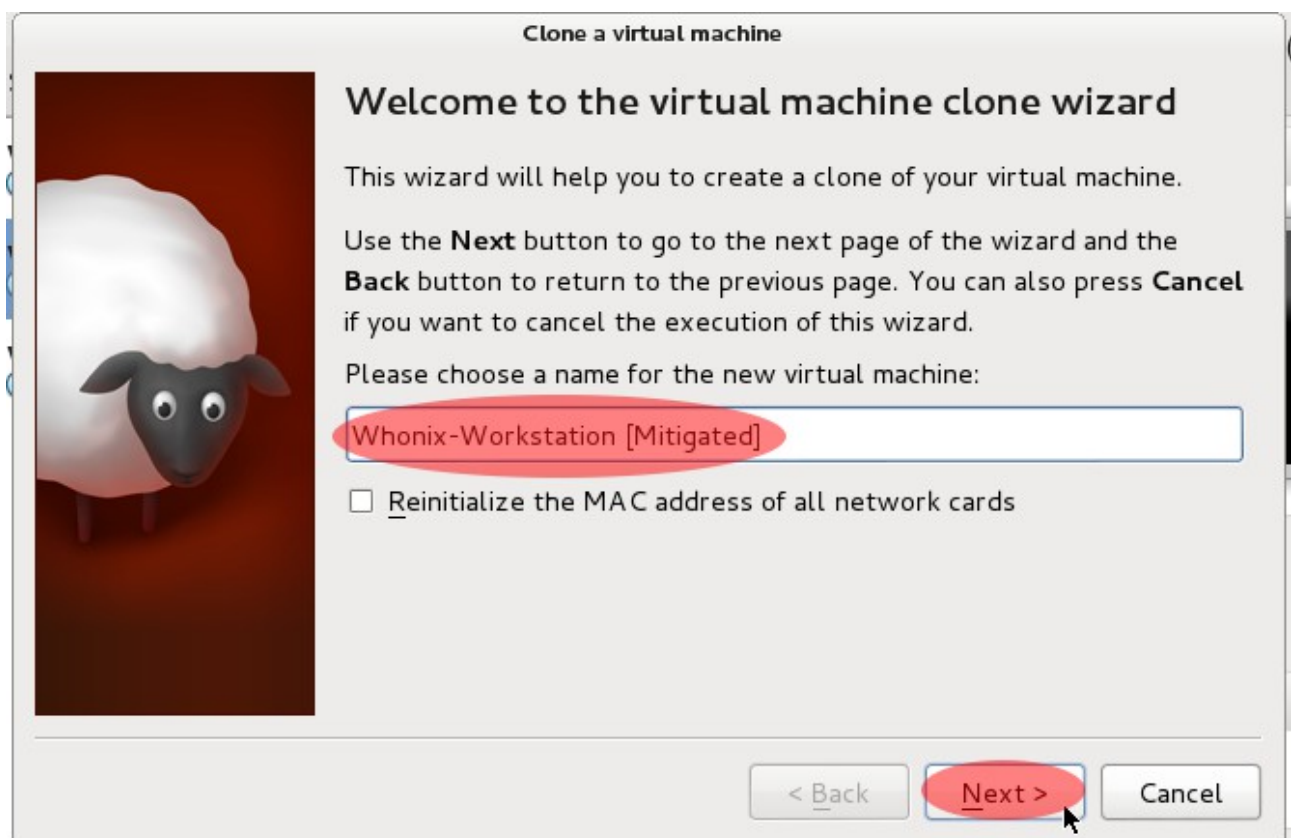 Clone a virtual machine
Welcome to the virtual machine clone wizard
This wizard will help you to create a clone of your virtual machine.
Use the Next button to go to the next page of the wizard and the
Back button to return to the previous page. You can also press Cancel
if you want to cancel the execution of this wizard.
Please choose a name for the new virtual machine:
Whonix-Workstation [Mitigated]
Reinitialize the MAC address of all network cards
< Back Next > Cancel